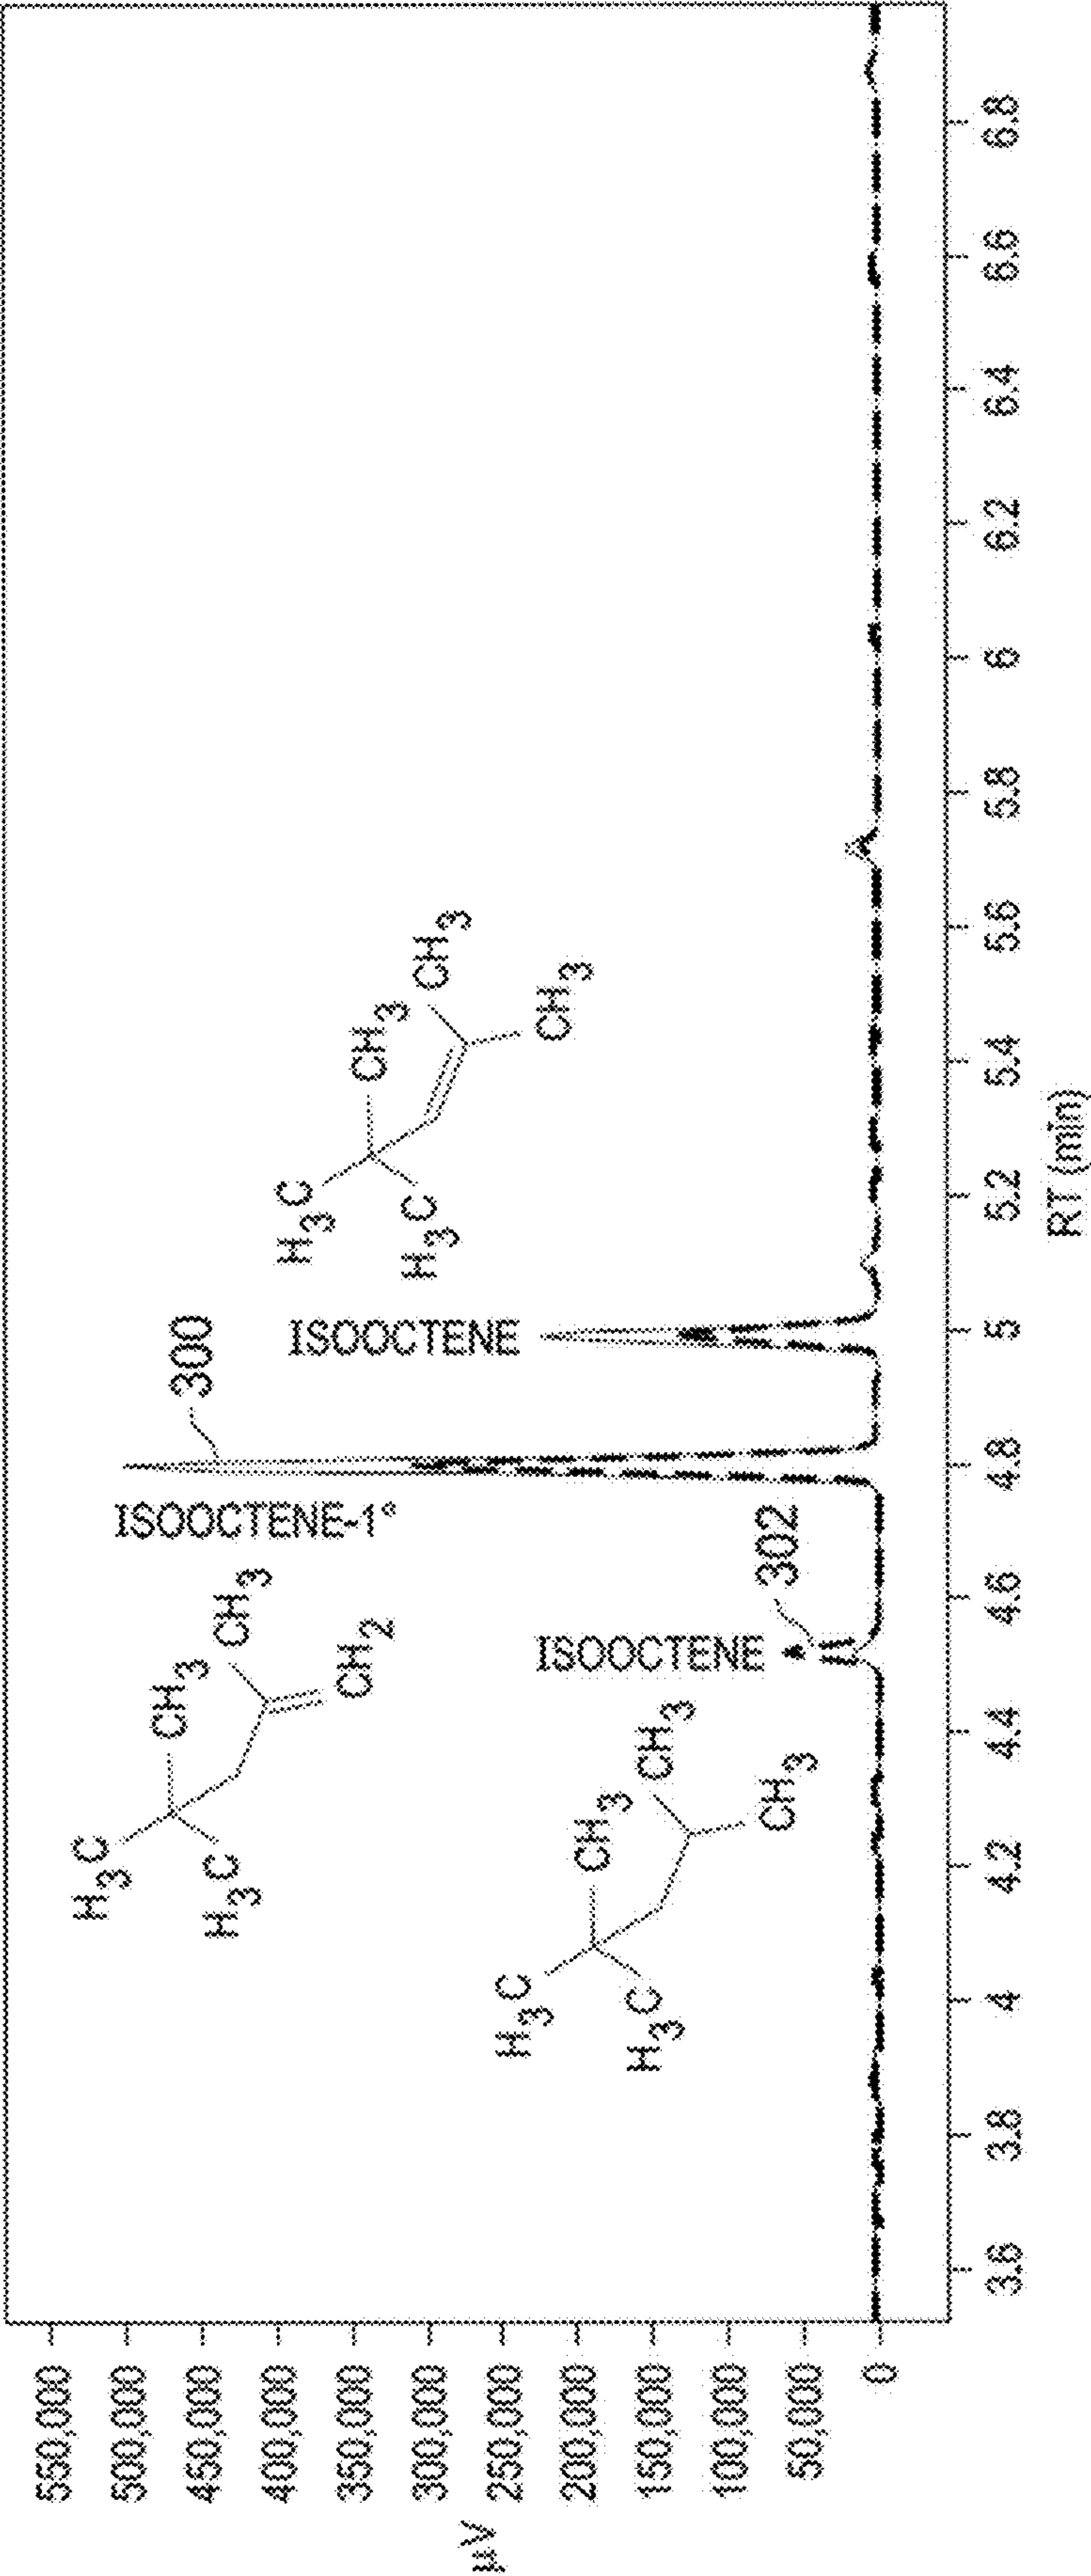 µV
550,000
500,000
450,000
400,000
350,000
300,000
250,000
200,000
150,000
100,000
50,000
0
H3C
CH3
H3C
CH3
CH2
ISOOCTENE-1°
300
H3C
CH3
H3C
CH3
CH3
ISOOCTENE
302
ISOOCTENE
H3C
CH3
H3C
CH3
CH3
3.6
3.8
4
4.2
4.4
4.6
4.8
5
5.2
5.4
5.6
5.8
6
6.2
6.4
6.6
6.8
RT (min)